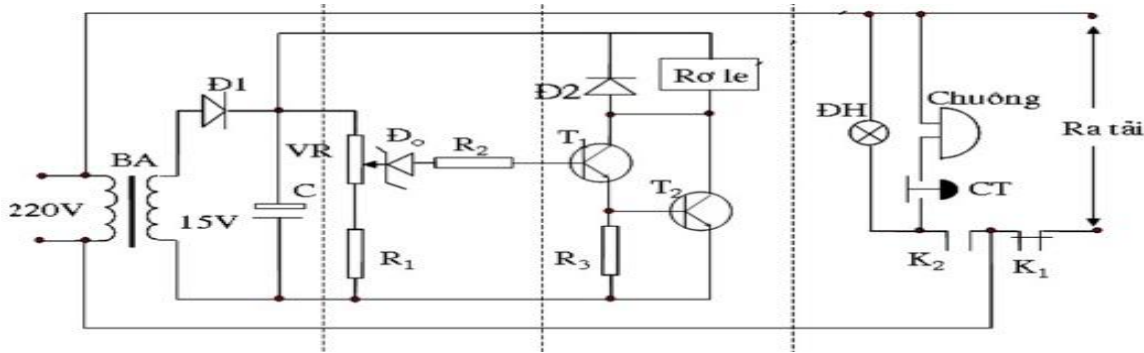 Rơ le
Đ1
Đ2
ĐH
Chuông
VR
Đₒ
R₂
T₁
Ra tải
BA
C
T₂
CT
220V
15V
R₁
R₃
K₂
K₁